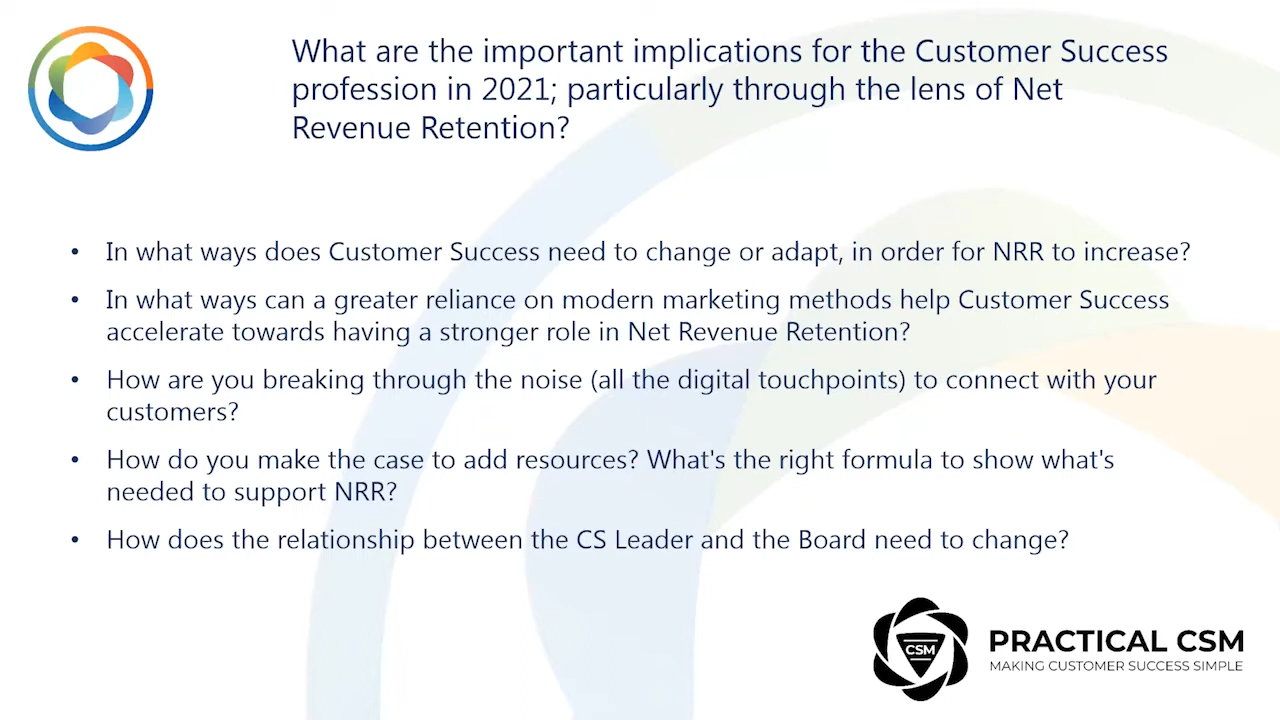 What are the important implications for the Customer Success
profession in 2021; particularly through the lens of Net
Revenue Retention?
• In what ways does Customer Success need to change or adapt, in order for NRR to increase?
• In what ways can a greater reliance on modern marketing methods help Customer Success
accelerate towards having a stronger role in Net Revenue Retention?
• How are you breaking through the noise (all the digital touchpoints) to connect with your
customers?
• How do you make the case to add resources? What's the right formula to show what's
needed to support NRR?
• How does the relationship between the CS Leader and the Board need to change?
CSM
PRACTICAL CSM
MAKING CUSTOMER SUCCESS SIMPLE